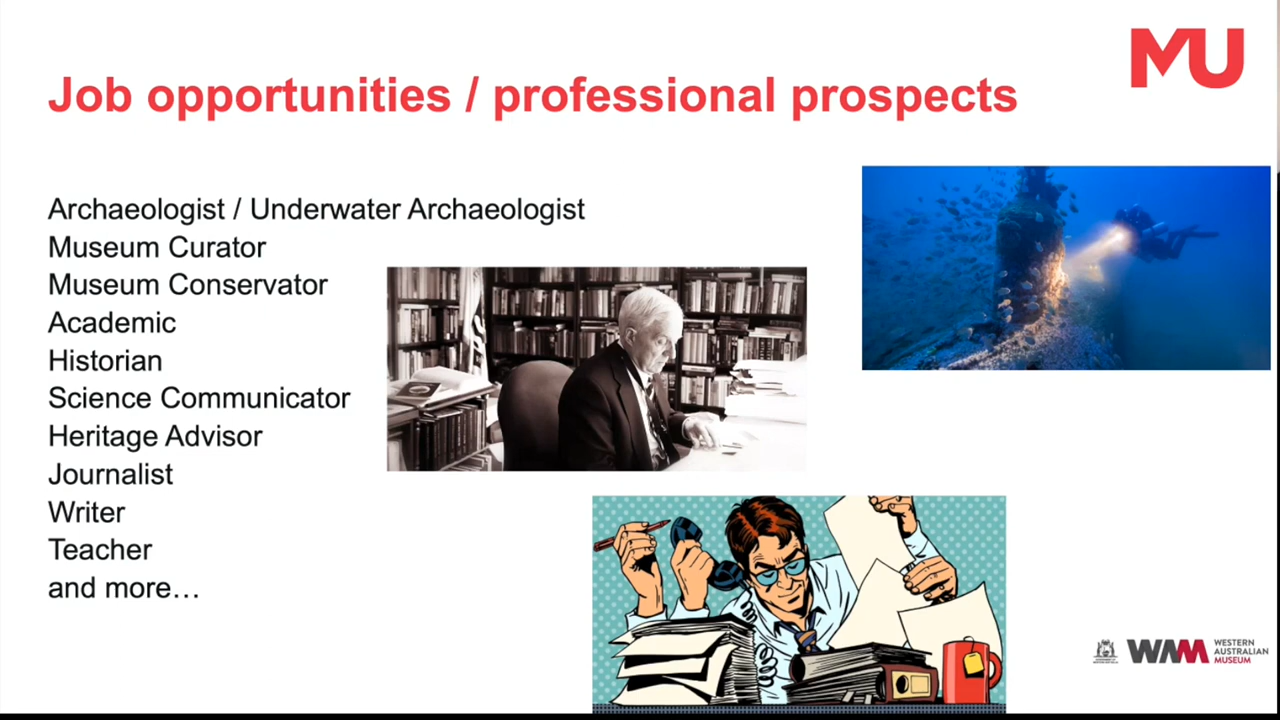 MU
Job opportunities / professional prospects
Archaeologist / Underwater Archaeologist
Museum Curator
Museum Conservator
Academic
Historian
Science Communicator
Heritage Advisor
Journalist
Writer
Teacher
and more…
WAM
WESTERN
AUSTRALIAN
MUSEUM